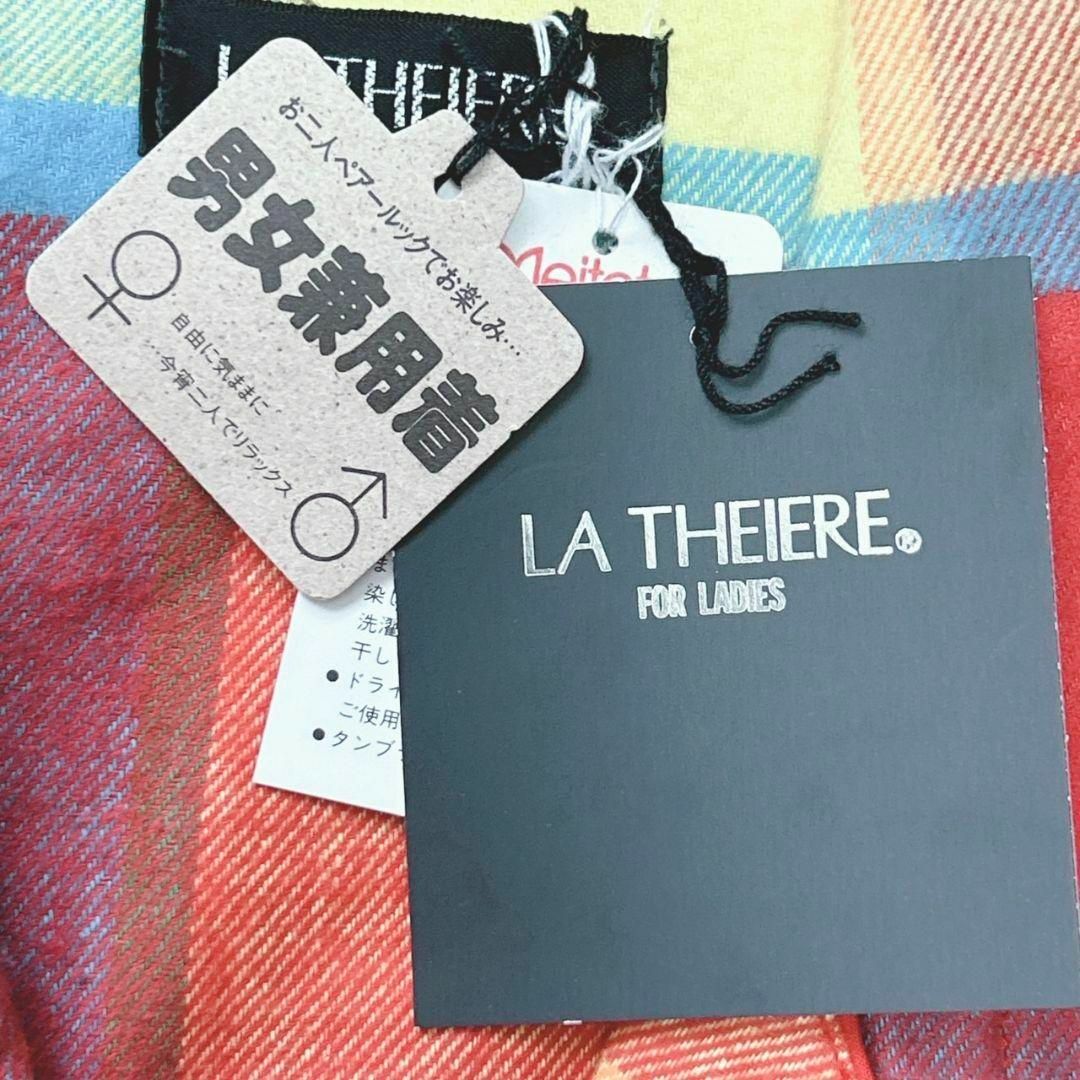 LA THEIERE
お二人ペアールックでお楽しみ…
男女兼用着
自由に気ままに
…今宵二人でリラックス
LA THEIERE®
FOR LADIES
染
洗濯
干し
●ドライ
ご使用
●タンブ